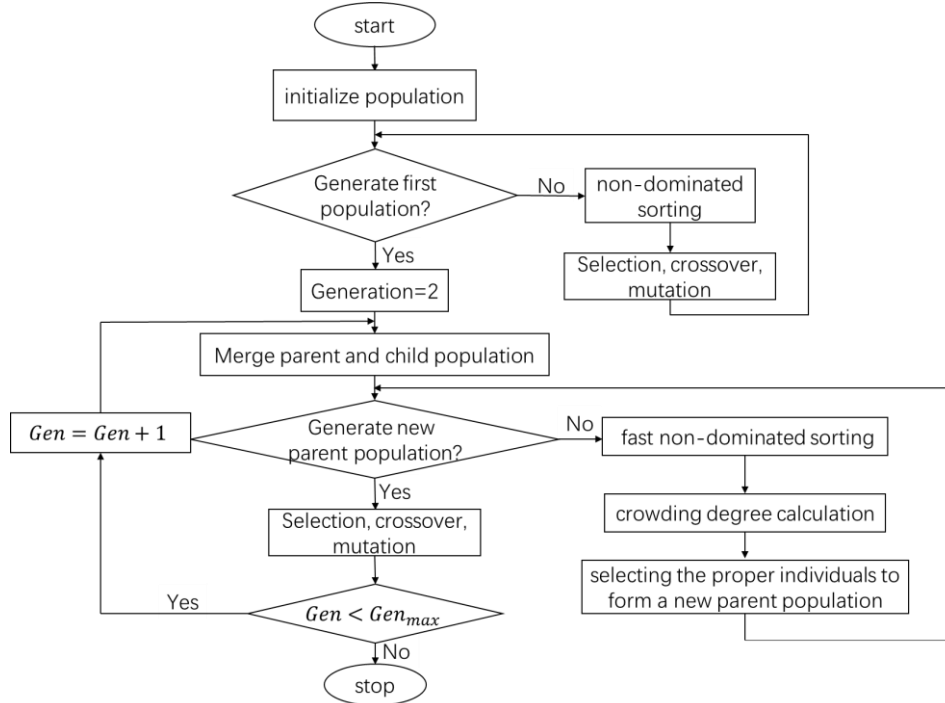 start
initialize population
Generate first
population?
No
non-dominated
sorting
Selection, crossover,
mutation
Yes
Generation=2
Merge parent and child population
Gen = Gen + 1
Generate new
parent population?
No
fast non-dominated sorting
crowding degree calculation
selecting the proper individuals to
form a new parent population
Yes
Selection, crossover,
mutation
Yes
Gen < Gen_max
No
stop